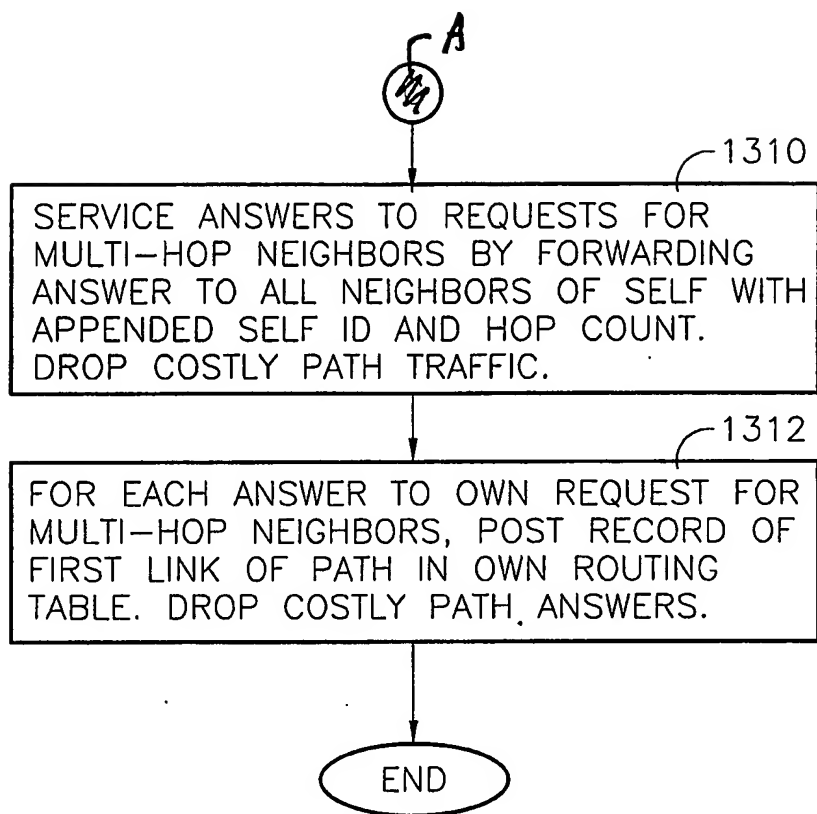 A
1310
SERVICE ANSWERS TO REQUESTS FOR
MULTI-HOP NEIGHBORS BY FORWARDING
ANSWER TO ALL NEIGHBORS OF SELF WITH
APPENDED SELF ID AND HOP COUNT.
DROP COSTLY PATH TRAFFIC.
1312
FOR EACH ANSWER TO OWN REQUEST FOR
MULTI-HOP NEIGHBORS, POST RECORD OF
FIRST LINK OF PATH IN OWN ROUTING
TABLE. DROP COSTLY PATH ANSWERS.
END